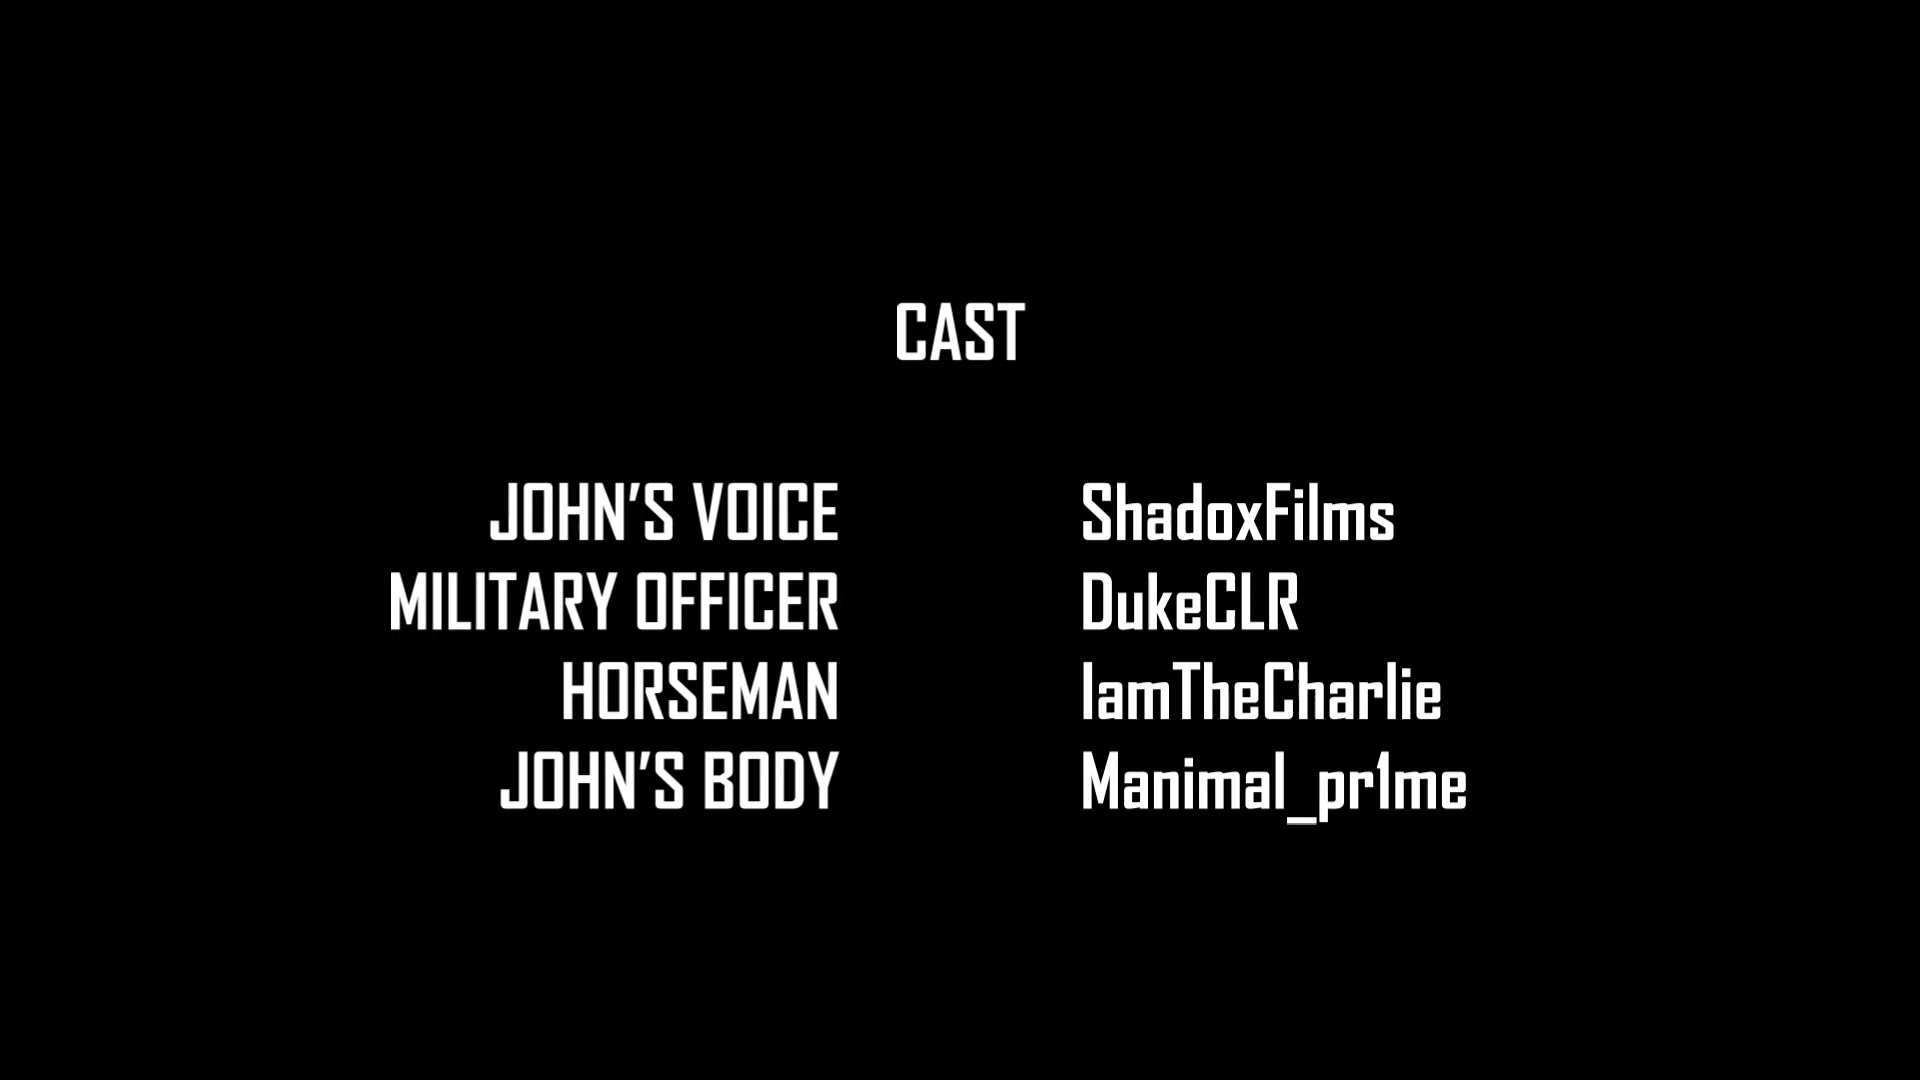 CAST
JOHN’S VOICE ShadoxFilms
MILITARY OFFICER DukeCLR
HORSEMAN IamTheCharlie
JOHN’S BODY Manimal_pr1me